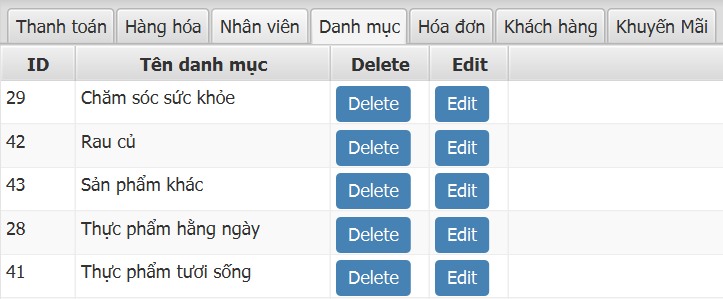 Thanh toán Hàng hóa Nhân viên Danh mục Hóa đơn Khách hàng Khuyến Mãi
ID Tên danh mục Delete Edit
29 Chăm sóc sức khỏe Delete Edit
42 Rau củ Delete Edit
43 Sản phẩm khác Delete Edit
28 Thực phẩm hằng ngày Delete Edit
41 Thực phẩm tươi sống Delete Edit